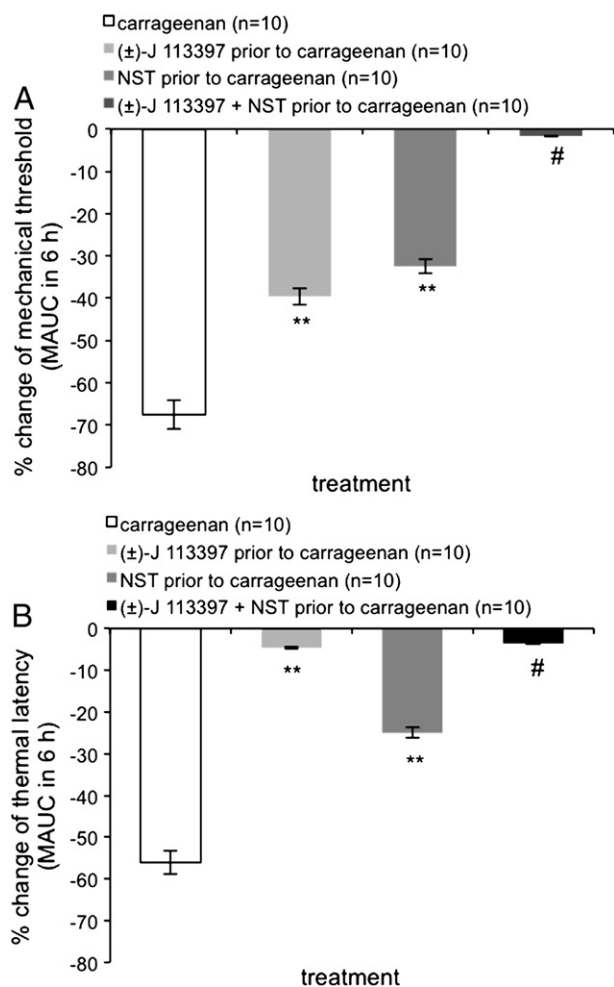 carrageenan (n=10)
(±)-J 113397 prior to carrageenan (n=10)
NST prior to carrageenan (n=10)
(±)-J 113397 + NST prior to carrageenan (n=10)
A
% change of mechanical threshold
(MAUC in 6 h)
0
-10
-20
-30
-40
-50
-60
-70
-80
**
**
#
treatment
carrageenan (n=10)
(±)-J 113397 prior to carrageenan (n=10)
NST prior to carrageenan (n=10)
(±)-J 113397 + NST prior to carrageenan (n=10)
B
% change of thermal latency
(MAUC in 6 h)
0
-10
-20
-30
-40
-50
-60
-70
-80
**
**
#
treatment